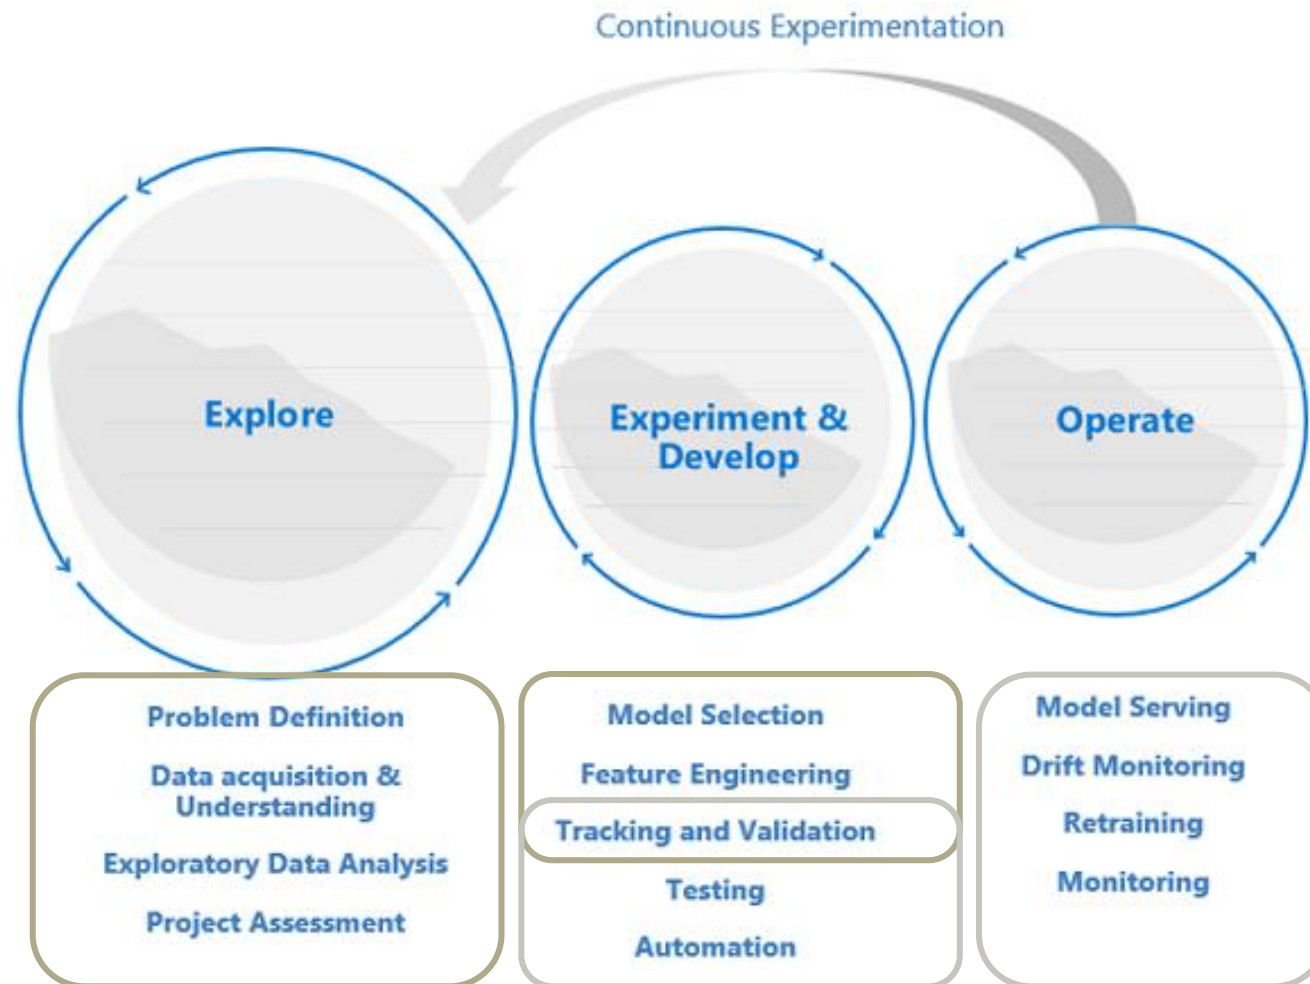 Continuous Experimentation
Explore
Experiment &
Develop
Operate
Problem Definition
Data acquisition &
Understanding
Exploratory Data Analysis
Project Assessment
Model Selection
Feature Engineering
Tracking and Validation
Testing
Automation
Model Serving
Drift Monitoring
Retraining
Monitoring